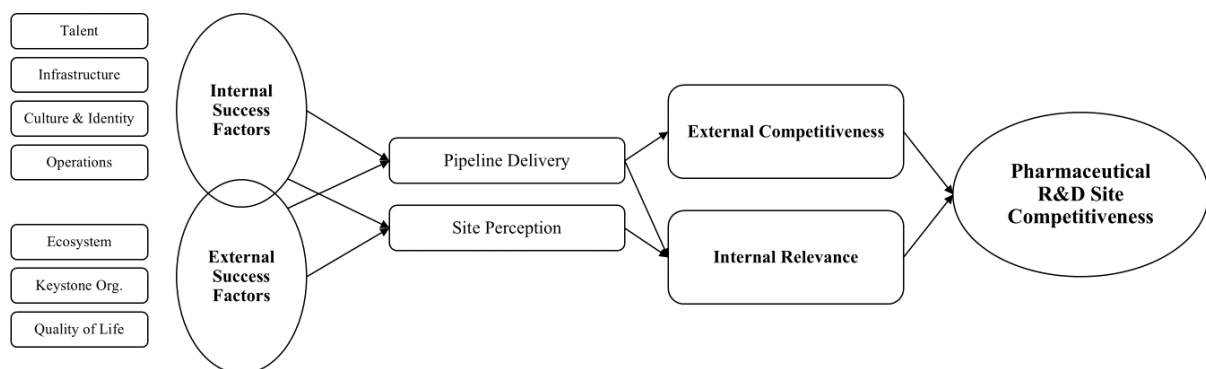 Talent
Infrastructure
Culture & Identity
Operations
Ecosystem
Keystone Org.
Quality of Life
Internal
Success
Factors
External
Success
Factors
Pipeline Delivery
Site Perception
External Competitiveness
Internal Relevance
Pharmaceutical
R&D Site
Competitiveness